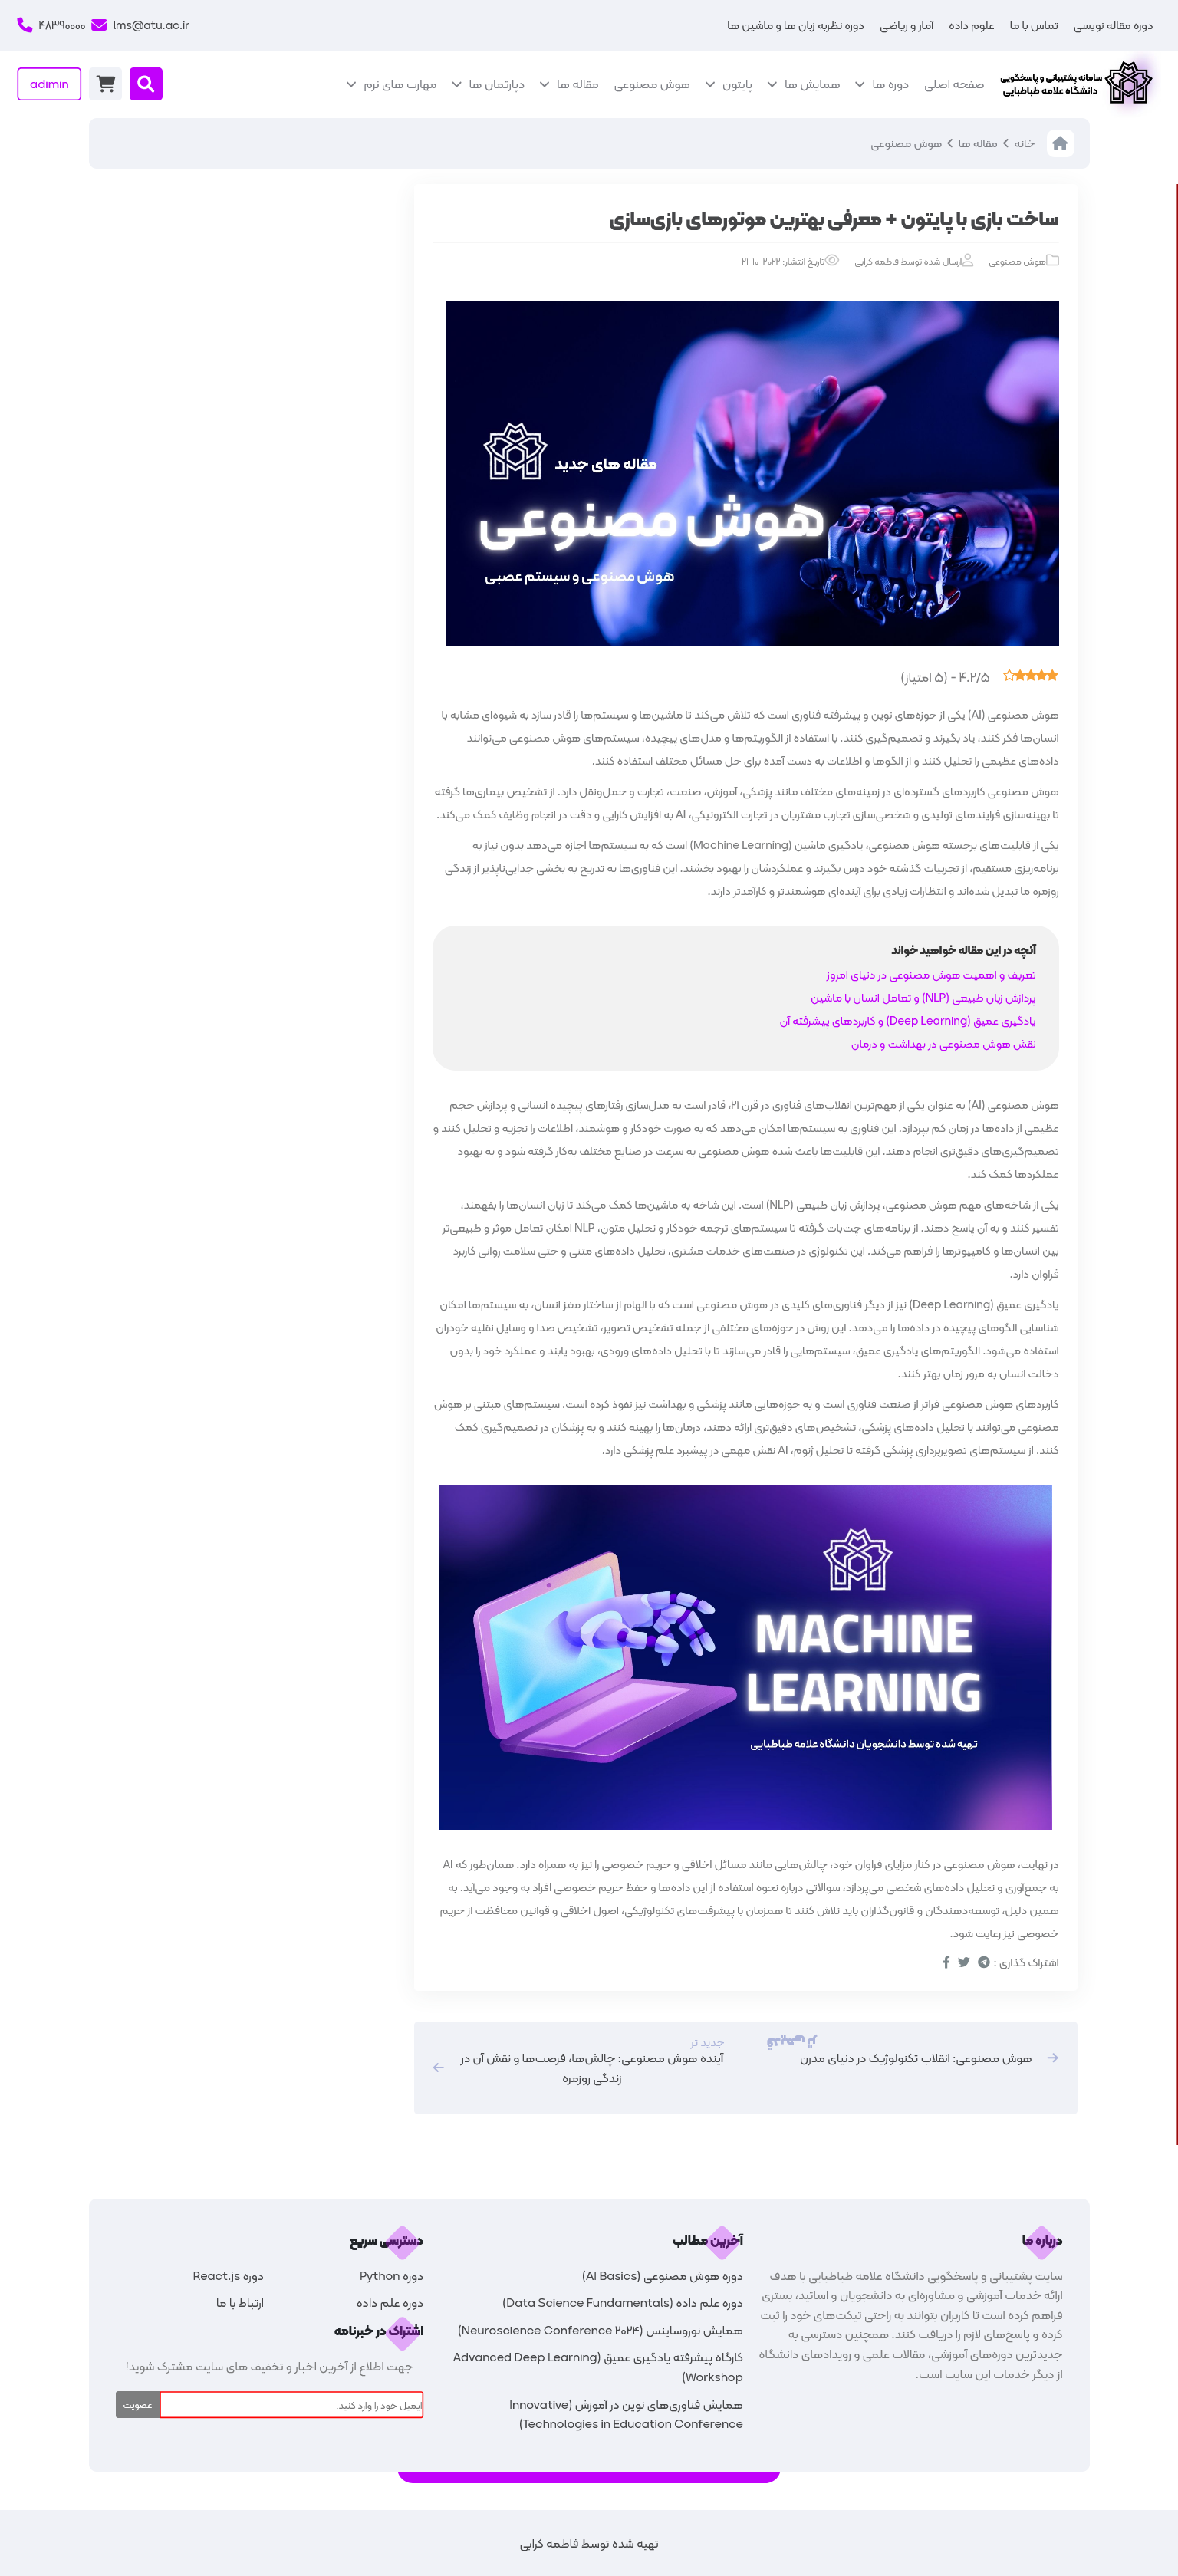 دوره مقاله نویسی تماس با ما علوم داده آمار و ریاضی دوره نظریه زبان ها و ماشین ها
lms@atu.ac.ir ۴۸۳۹۰۰۰۰
سامانه پشتیبانی و پاسخگویی
دانشگاه علامه طباطبایی
صفحه اصلی دوره ها همایش ها پایتون هوش مصنوعی مقاله ها دپارتمان ها مهارت های نرم
adimin
خانه مقاله ها هوش مصنوعی
ساخت بازی با پایتون + معرفی بهترین موتورهای بازی‌سازی
هوش مصنوعی ارسال شده توسط فاطمه کرابی تاریخ انتشار: ۲۰۲۲-۱۰-۲۱
مقاله های جدید
هوش مصنوعی
هوش مصنوعی و سیستم عصبی
۴.۲/۵ - (۵ امتیاز)
هوش مصنوعی (AI) یکی از حوزه‌های نوین و پیشرفته فناوری است که تلاش می‌کند تا ماشین‌ها و سیستم‌ها را قادر سازد به شیوه‌ای مشابه با
انسان‌ها فکر کنند، یاد بگیرند و تصمیم‌گیری کنند. با استفاده از الگوریتم‌ها و مدل‌های پیچیده، سیستم‌های هوش مصنوعی می‌توانند
داده‌های عظیمی را تحلیل کنند و از الگوها و اطلاعات به دست آمده برای حل مسائل مختلف استفاده کنند.
هوش مصنوعی کاربردهای گسترده‌ای در زمینه‌های مختلف مانند پزشکی، آموزش، صنعت، تجارت و حمل‌ونقل دارد. از تشخیص بیماری‌ها گرفته
تا بهینه‌سازی فرایندهای تولیدی و شخصی‌سازی تجارب مشتریان در تجارت الکترونیکی، AI به افزایش کارایی و دقت در انجام وظایف کمک می‌کند.
یکی از قابلیت‌های برجسته هوش مصنوعی، یادگیری ماشین (Machine Learning) است که به سیستم‌ها اجازه می‌دهد بدون نیاز به
برنامه‌ریزی مستقیم، از تجربیات گذشته خود درس بگیرند و عملکردشان را بهبود بخشند. این فناوری‌ها به تدریج به بخشی جدایی‌ناپذیر از زندگی
روزمره ما تبدیل شده‌اند و انتظارات زیادی برای آینده‌ای هوشمندتر و کارآمدتر دارند.
آنچه در این مقاله خواهید خواند
تعریف و اهمیت هوش مصنوعی در دنیای امروز
پردازش زبان طبیعی (NLP) و تعامل انسان با ماشین
یادگیری عمیق (Deep Learning) و کاربردهای پیشرفته آن
نقش هوش مصنوعی در بهداشت و درمان
هوش مصنوعی (AI) به عنوان یکی از مهم‌ترین انقلاب‌های فناوری در قرن ۲۱، قادر است به مدل‌سازی رفتارهای پیچیده انسانی و پردازش حجم
عظیمی از داده‌ها در زمان کم بپردازد. این فناوری به سیستم‌ها امکان می‌دهد که به صورت خودکار و هوشمند، اطلاعات را تجزیه و تحلیل کنند و
تصمیم‌گیری‌های دقیق‌تری انجام دهند. این قابلیت‌ها باعث شده هوش مصنوعی به سرعت در صنایع مختلف به‌کار گرفته شود و به بهبود
عملکردها کمک کند.
یکی از شاخه‌های مهم هوش مصنوعی، پردازش زبان طبیعی (NLP) است. این شاخه به ماشین‌ها کمک می‌کند تا زبان انسان‌ها را بفهمند،
تفسیر کنند و به آن پاسخ دهند. از برنامه‌های چت‌بات گرفته تا سیستم‌های ترجمه خودکار و تحلیل متون، NLP امکان تعامل موثر و طبیعی‌تر
بین انسان‌ها و کامپیوترها را فراهم می‌کند. این تکنولوژی در صنعت‌های خدمات مشتری، تحلیل داده‌های متنی و حتی سلامت روانی کاربرد
فراوان دارد.
یادگیری عمیق (Deep Learning) نیز از دیگر فناوری‌های کلیدی در هوش مصنوعی است که با الهام از ساختار مغز انسان، به سیستم‌ها امکان
شناسایی الگوهای پیچیده در داده‌ها را می‌دهد. این روش در حوزه‌های مختلفی از جمله تشخیص تصویر، تشخیص صدا و وسایل نقلیه خودران
استفاده می‌شود. الگوریتم‌های یادگیری عمیق، سیستم‌هایی را قادر می‌سازند تا با تحلیل داده‌های ورودی، بهبود یابند و عملکرد خود را بدون
دخالت انسان به مرور زمان بهتر کنند.
کاربردهای هوش مصنوعی فراتر از صنعت فناوری است و به حوزه‌هایی مانند پزشکی و بهداشت نیز نفوذ کرده است. سیستم‌های مبتنی بر هوش
مصنوعی می‌توانند با تحلیل داده‌های پزشکی، تشخیص‌های دقیق‌تری ارائه دهند، درمان‌ها را بهینه کنند و به پزشکان در تصمیم‌گیری کمک
کنند. از سیستم‌های تصویربرداری پزشکی گرفته تا تحلیل ژنوم، AI نقش مهمی در پیشبرد علم پزشکی دارد.
MACHINE
LEARNING
تهیه شده توسط دانشجویان دانشگاه علامه طباطبایی
در نهایت، هوش مصنوعی در کنار مزایای فراوان خود، چالش‌هایی مانند مسائل اخلاقی و حریم خصوصی را نیز به همراه دارد. همان‌طور که AI
به جمع‌آوری و تحلیل داده‌های شخصی می‌پردازد، سوالاتی درباره نحوه استفاده از این داده‌ها و حفظ حریم خصوصی افراد به وجود می‌آید. به
همین دلیل، توسعه‌دهندگان و قانون‌گذاران باید تلاش کنند تا همزمان با پیشرفت‌های تکنولوژیکی، اصول اخلاقی و قوانین محافظت از حریم
خصوصی نیز رعایت شود.
اشتراک گذاری :
قدیمی تر
هوش مصنوعی: انقلاب تکنولوژیک در دنیای مدرن
جدید تر
آینده هوش مصنوعی: چالش‌ها، فرصت‌ها و نقش آن در
زندگی روزمره
درباره ما
سایت پشتیبانی و پاسخگویی دانشگاه علامه طباطبایی با هدف
ارائه خدمات آموزشی و مشاوره‌ای به دانشجویان و اساتید، بستری
فراهم کرده است تا کاربران بتوانند به راحتی تیکت‌های خود را ثبت
کرده و پاسخ‌های لازم را دریافت کنند. همچنین دسترسی به
جدیدترین دوره‌های آموزشی، مقالات علمی و رویدادهای دانشگاه
از دیگر خدمات این سایت است.
آخرین مطالب
دوره هوش مصنوعی (AI Basics)
دوره علم داده (Data Science Fundamentals)
همایش نوروساینس (Neuroscience Conference ۲۰۲۴)
کارگاه پیشرفته یادگیری عمیق (Advanced Deep Learning
Workshop)
همایش فناوری‌های نوین در آموزش (Innovative
Technologies in Education Conference)
دسترسی سریع
دوره Python دوره React.js
دوره علم داده ارتباط با ما
اشتراک در خبرنامه
جهت اطلاع از آخرین اخبار و تخفیف های سایت مشترک شوید!
ایمیل خود را وارد کنید. عضویت
تهیه شده توسط فاطمه کرابی